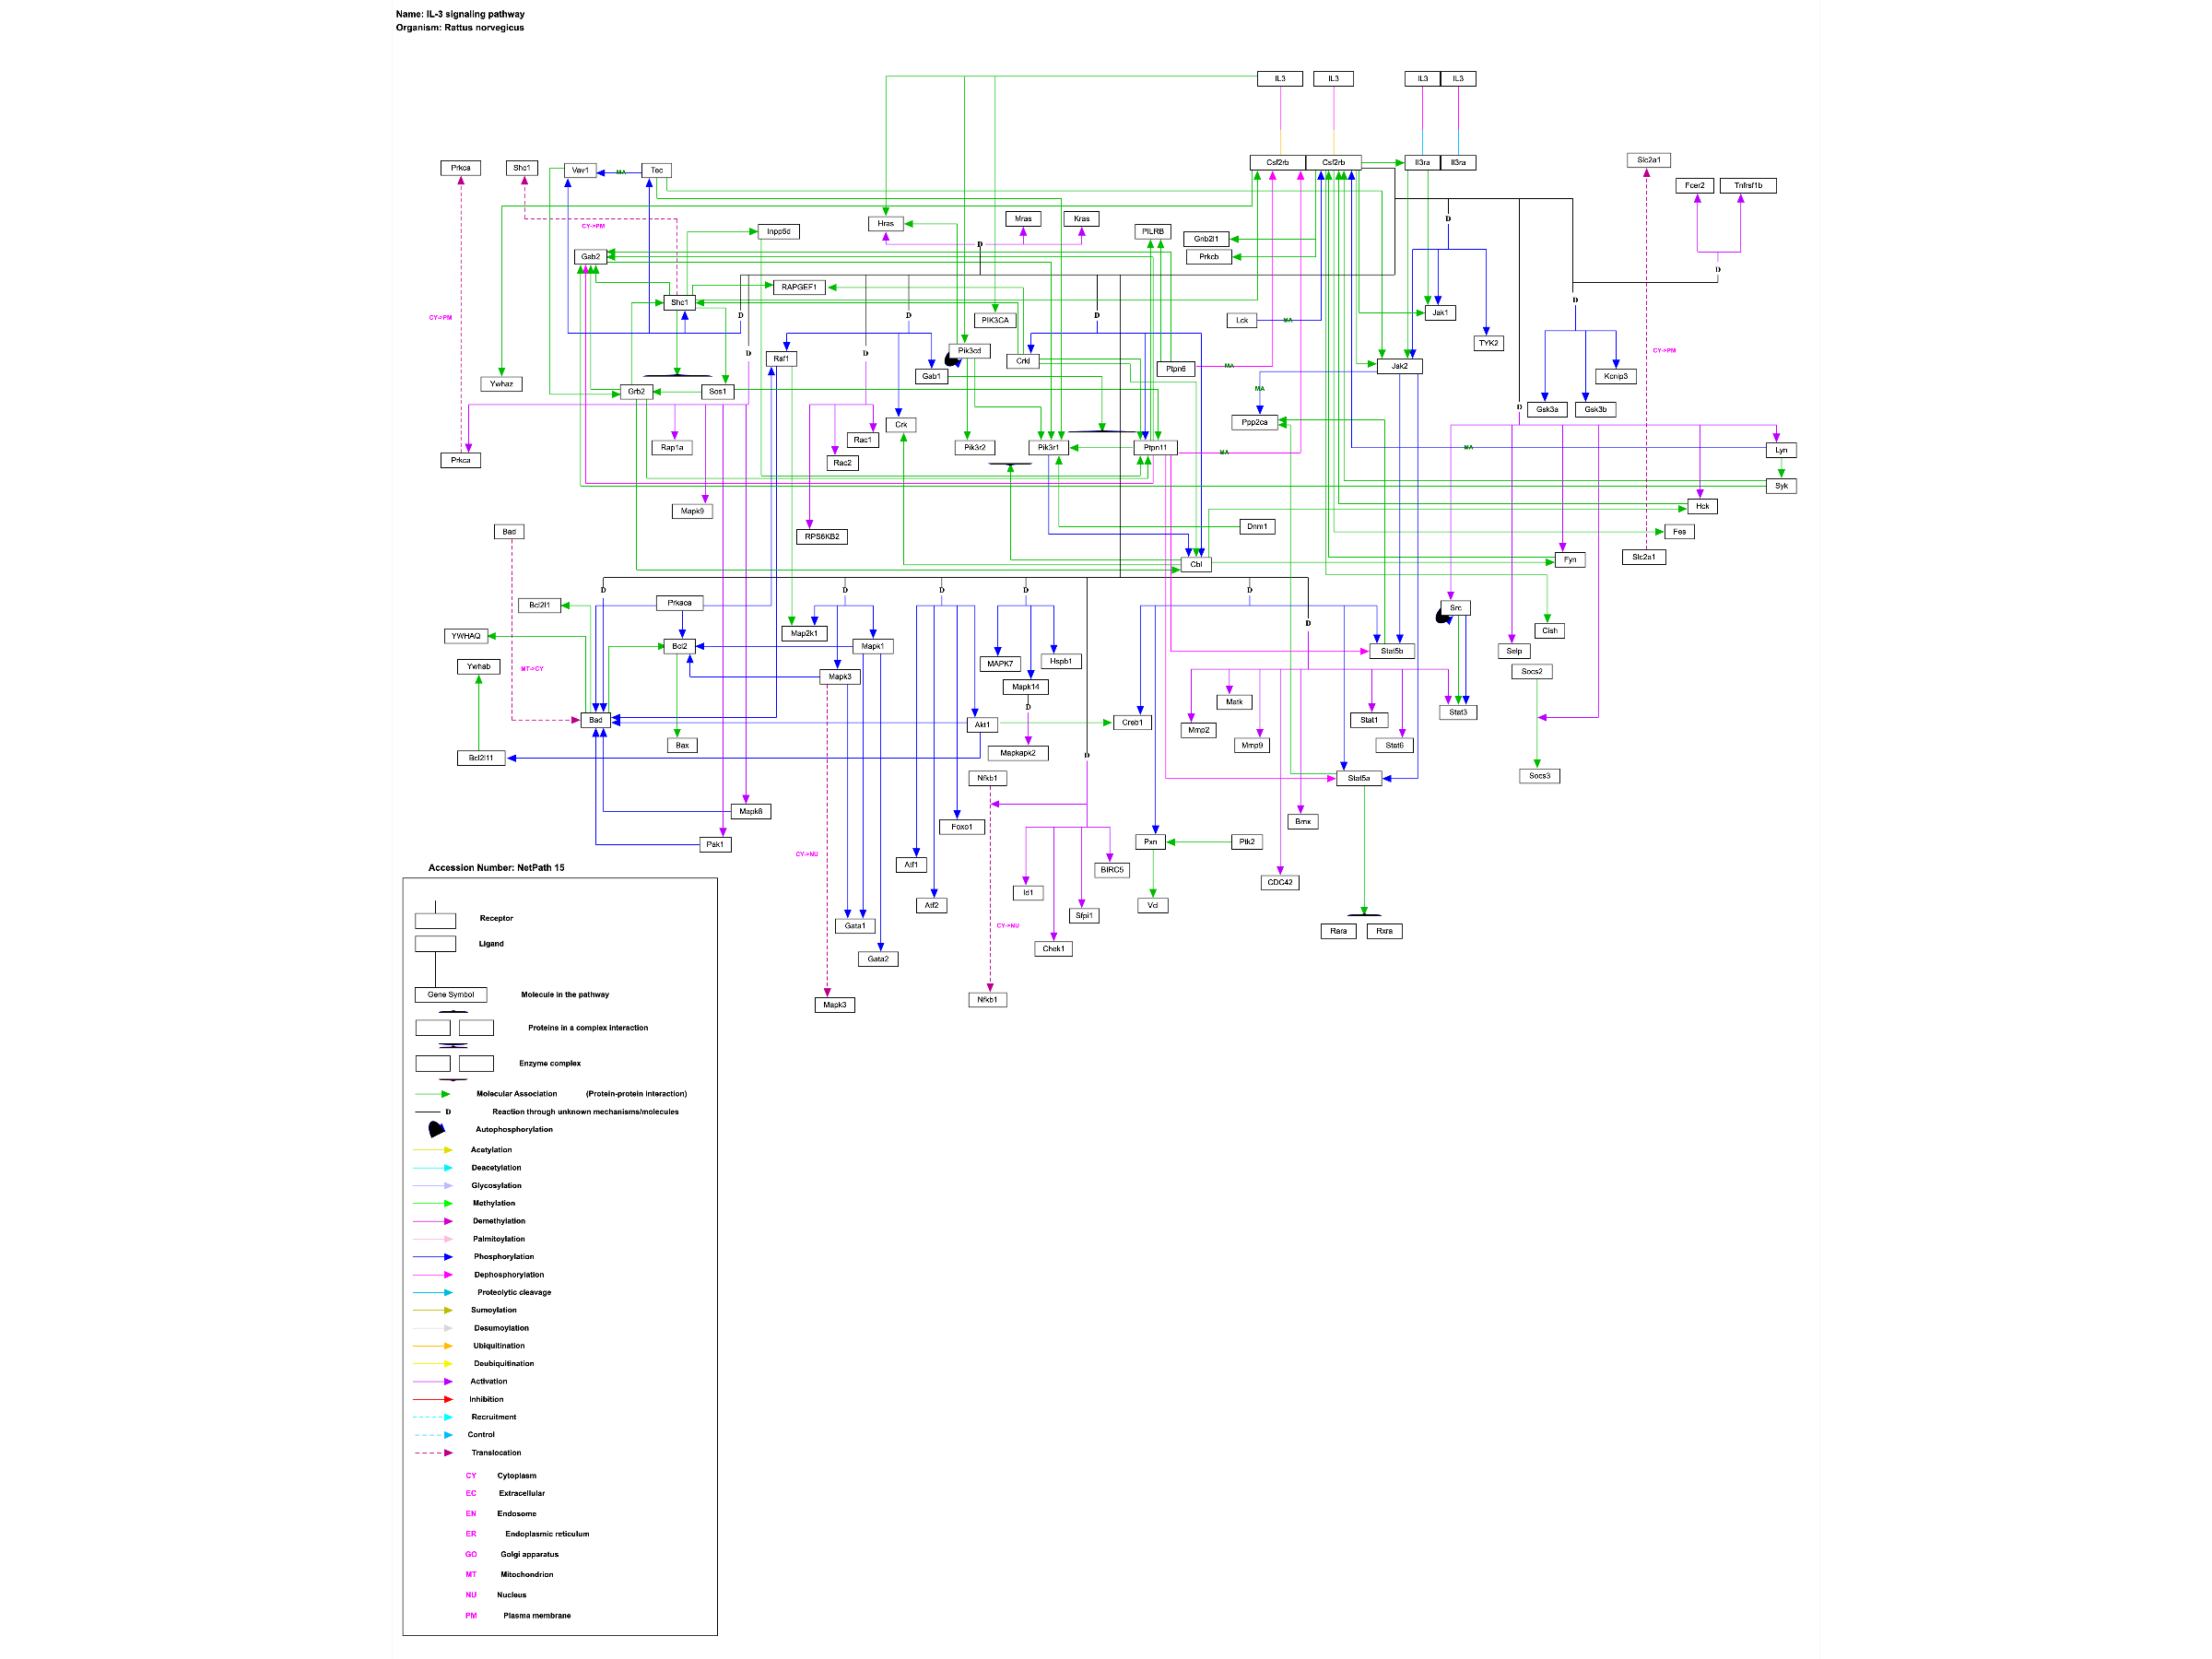 Name: IL-3 signaling pathway
Organism: Rattus norvegicus
IL3 IL3 IL3 IL3
Csf2rb Csf2rb Il3ra Il3ra
Slc2a1
Prkca Shc1 Vav1 MA Tec
Fcer2 Tnfrsf1b
CY->PM
Inpp5d Hras Mras Kras PILRB D
Gnb2l1
D
Gab2 Prkcb
D
RAPGEF1
Shc1 D
CY->PM D D D PIK3CA Lck MA Jak1
TYK2
D D Raf1 Pik3cd Crkl CY->PM
Ptpn6 MA Jak2
Ywhaz Gab1 Kcnip3
Grb2 Sos1 MA
D Gsk3a Gsk3b
Crk Ppp2ca
Rac1
Rap1a Pik3r2 Pik3r1 Ptpn11 MA MA Lyn
Prkca Rac2
Syk
Mapk9 Hck
Bad RPS6KB2 Dnm1 Fes
Cbl Fyn Slc2a1
D D D D D
Bcl2l1 Prkaca Src
D
YWHAQ Map2k1 Cish
Bcl2 Mapk1 Stat5b Selp
Ywhab MT->CY MAPK7 Hspb1
Mapk3 Mapk14 Socs2
Matk
D
Bad Akt1 Creb1 Stat1 Stat3
Mmp2
Bax Mmp9 Stat6
Bcl2l11 Mapkapk2 D
Nfkb1 Stat5a Socs3
Mapk8 Foxo1 Bmx
Pak1 CY->NU Pxn Ptk2
Atf1 BIRC5
CDC42
Id1
Atf2 Vcl
Sfpi1
Gata1 CY->NU Rara Rxra
Chek1
Gata2
Mapk3 Nfkb1
Accession Number: NetPath 15
Receptor
Ligand
Gene Symbol Molecule in the pathway
Proteins in a complex interaction
Enzyme complex
Molecular Association (Protein-protein interaction)
D Reaction through unknown mechanisms/molecules
Autophosphorylation
Acetylation
Deacetylation
Glycosylation
Methylation
Demethylation
Palmitoylation
Phosphorylation
Dephosphorylation
Proteolytic cleavage
Sumoylation
Desumoylation
Ubiquitination
Deubiquitination
Activation
Inhibition
Recruitment
Control
Translocation
CY Cytoplasm
EC Extracellular
EN Endosome
ER Endoplasmic reticulum
GO Golgi apparatus
MT Mitochondrion
NU Nucleus
PM Plasma membrane